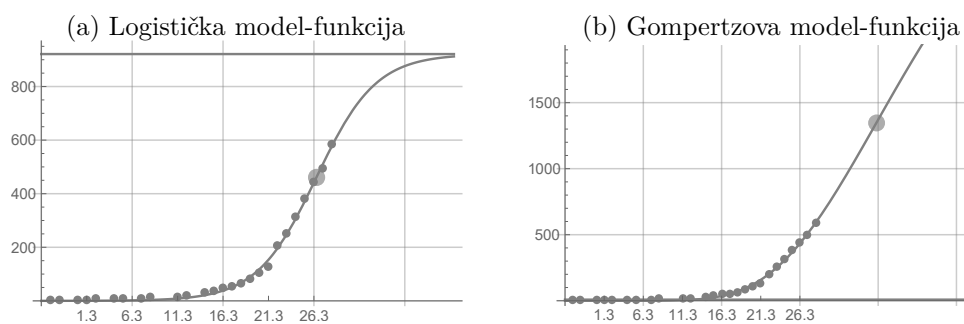 (a) Logistička model-funkcija
800
600
400
200
1.3 6.3 11.3 16.3 21.3 26.3
(b) Gompertzova model-funkcija
1500
1000
500
1.3 6.3 11.3 16.3 21.3 26.3